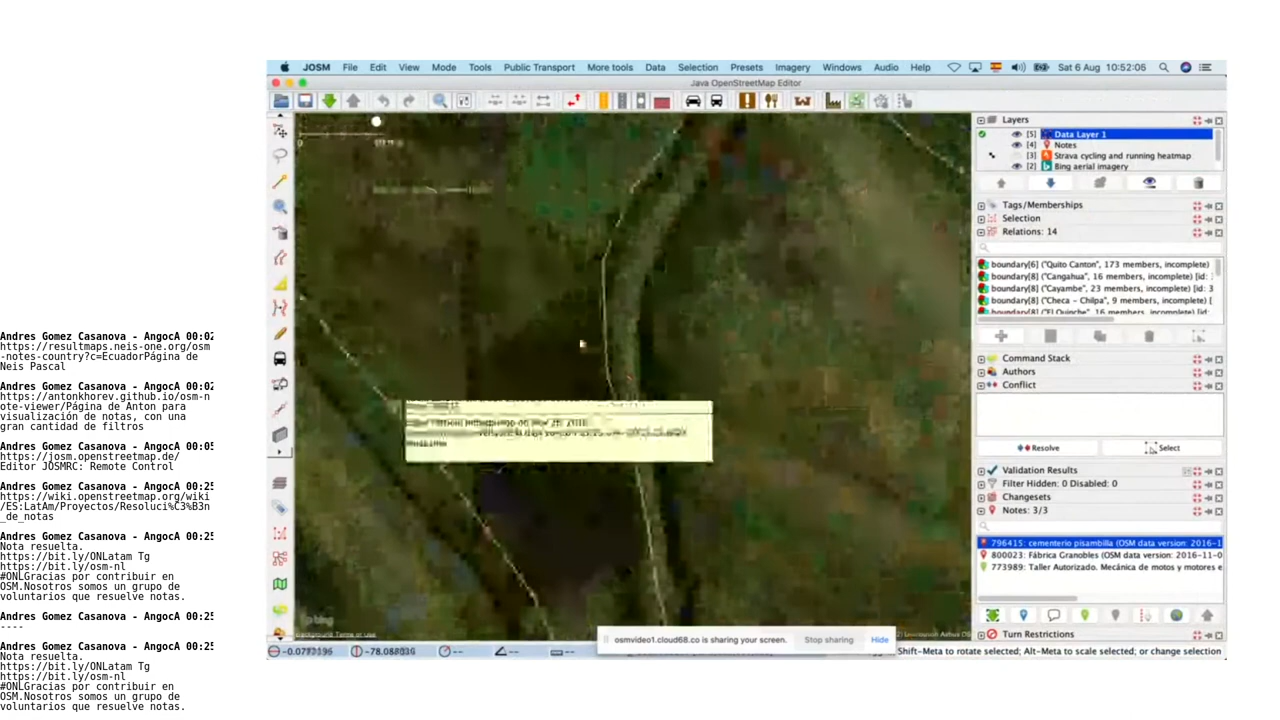 JOSM File Edit View Mode Tools Public Transport More tools Data Selection Presets Imagery Windows Audio Help Sat 6 Aug 10:52:06
Java OpenStreetMap Editor
Layers
[5] Data Layer 1
[4] Notes
[3] Strava cycling and running heatmap
[2] Bing aerial imagery
Tags/Memberships
Selection
Relations: 14
boundary[6] ("Quito Canton", 173 members, incomplete)
boundary[8] ("Cangahua", 16 members, incomplete) [id:
boundary[8] ("Cayambe", 23 members, incomplete) [id: 3
boundary[8] ("Checa - Chilpa", 9 members, incomplete) [
boundary[8] ("El Quinche", 16 members, incomplete) [id:
Command Stack
Authors
Conflict
Resolve Select
Validation Results
Filter Hidden: 0 Disabled: 0
Changesets
Notes: 3/3
796415: cementerio pisambilla (OSM data version: 2016-1
800023: Fábrica Granobles (OSM data version: 2016-11-0
773989: Taller Autorizado. Mecánica de motos y motores e
Turn Restrictions
osmvideo1.cloud68.co is sharing your screen. Stop sharing Hide
Shift-Meta to rotate selected; Alt-Meta to scale selected; or change selection
Andres Gomez Casanova - AngocA 00:02
https://resultmaps.neis-one.org/osm
-notes-country?c=EcuadorPágina de
Neis Pascal
Andres Gomez Casanova - AngocA 00:02
https://antonkhorev.github.io/osm-n
ote-viewer/Página de Anton para
visualización de notas, con una
gran cantidad de filtros
Andres Gomez Casanova - AngocA 00:05
https://josm.openstreetmap.de/
Editor JOSMRC: Remote Control
Andres Gomez Casanova - AngocA 00:25
https://wiki.openstreetmap.org/wiki
/ES:LatAm/Proyectos/Resoluci%C3%B3n
_de_notas
Andres Gomez Casanova - AngocA 00:25
Nota resuelta.
https://bit.ly/ONLatam Tg
https://bit.ly/osm-nl
#ONLGracias por contribuir en
OSM.Nosotros somos un grupo de
voluntarios que resuelve notas.
Andres Gomez Casanova - AngocA 00:25
----
Andres Gomez Casanova - AngocA 00:25
Nota resuelta.
https://bit.ly/ONLatam Tg
https://bit.ly/osm-nl
#ONLGracias por contribuir en
OSM.Nosotros somos un grupo de
voluntarios que resuelve notas.